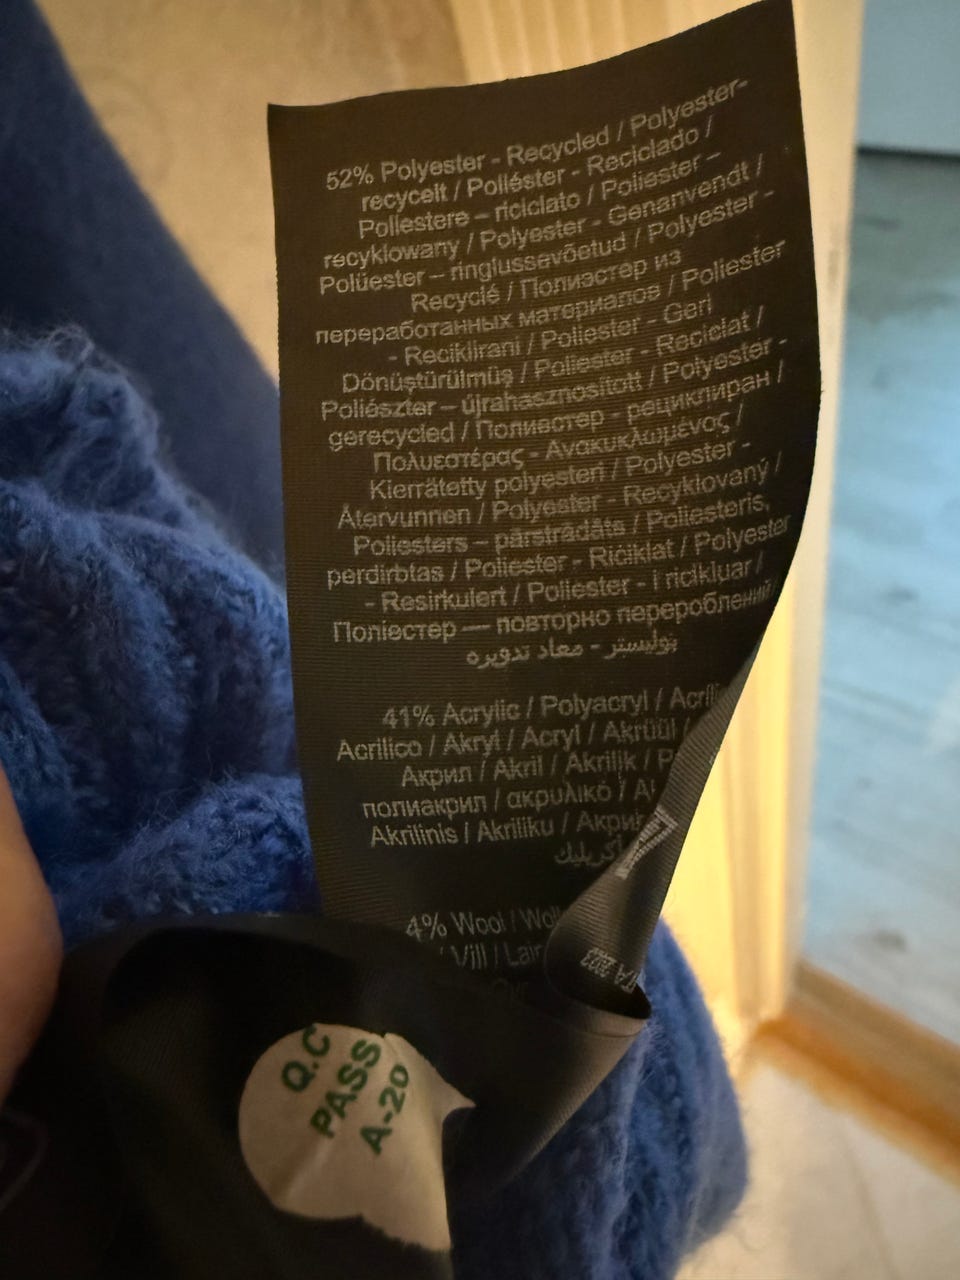 52% Polyester - Recycled / Polyester-
recycelt / Poliéster - Reciclado /
Poliestere – riciclato / Poliester –
recyklowany / Polyester - Genanvendt /
Polüester – ringlussevõetud / Polyester -
Recyclé / Полиэстер из
переработанных материалов / Poliester
- Reciklirani / Poliester - Geri
Dönüştürülmüş / Poliester - Reciclat /
Poliészter – újrahasznosított / Polyester -
gerecycled / Полиестер - рециклиран /
Πολυεστέρας - Ανακυκλωμένος /
Kierrätetty polyesteri / Polyester -
Återvunnen / Polyester - Recyklovaný /
Poliesters – pārstrādāts / Poliesteris,
perdirbtas / Poliester - Riciklat / Polyester
- Resirkulert / Poliester - I ricikluar /
Поліестер — повторно перероблений/
بوليستر - معاد تدويره
41% Acrylic / Polyacryl /
Acrilico / Akryl / Acryl / Akrüül /
Акрил / Akril / Akrilik /
полиакрил / ακρυλικό /
Akrilinis / Akriliku /
أكريليك
4% Wool /
/ Vill /
2023
Q.C
PASS
A-20